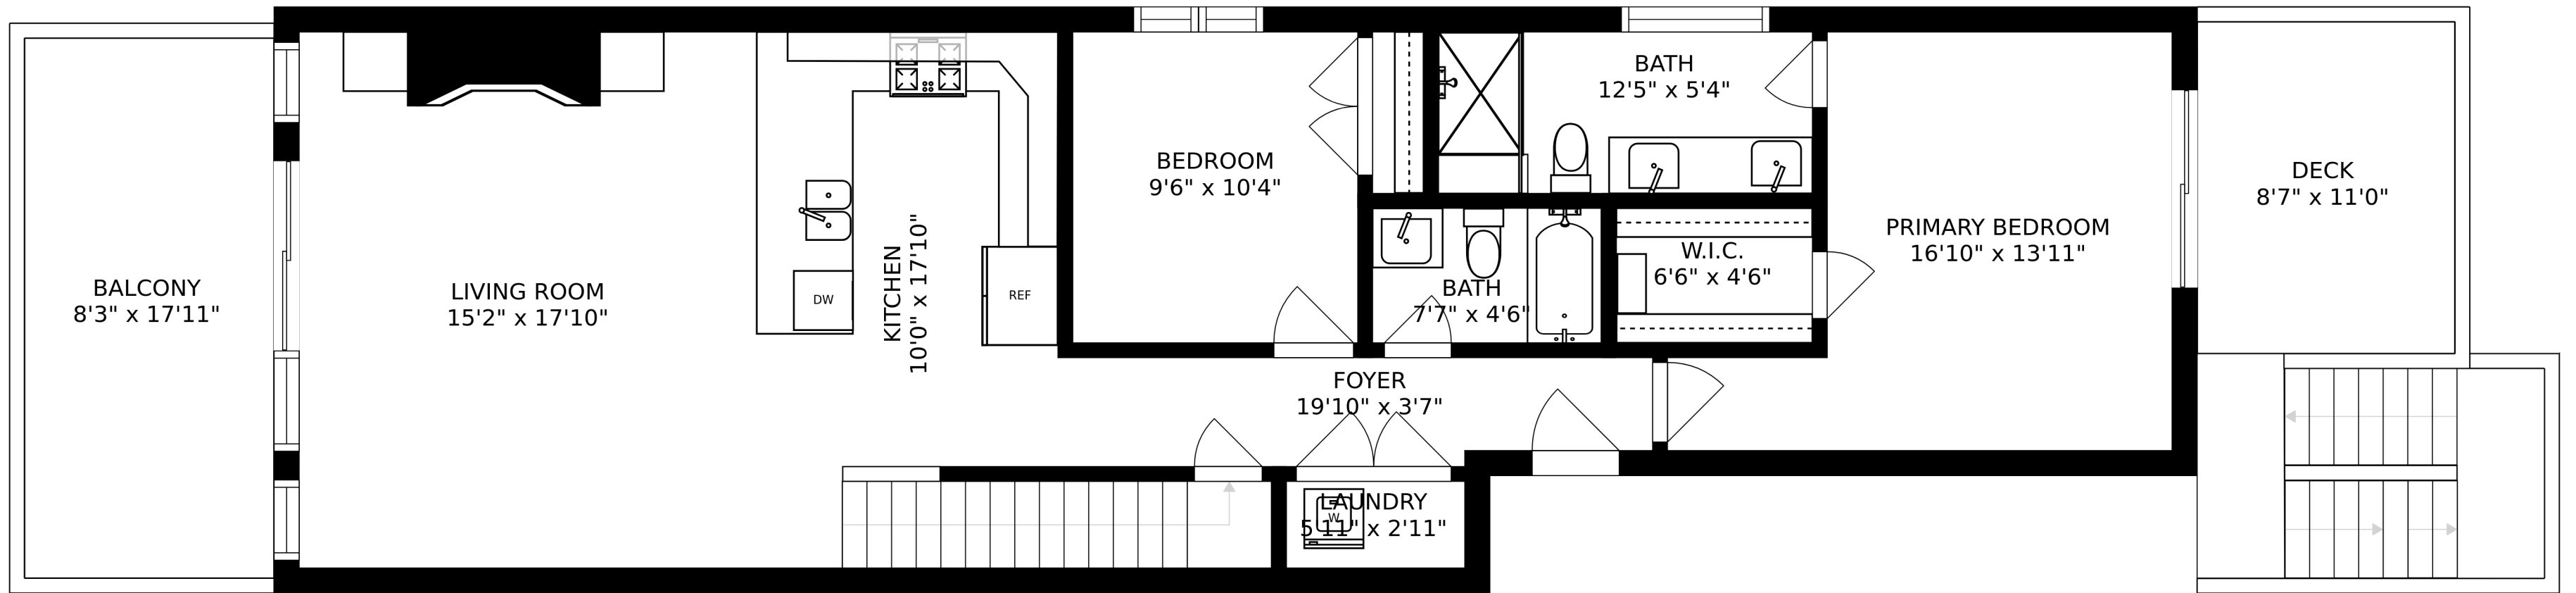 BALCONY
8'3" x 17'11"
LIVING ROOM
15'2" x 17'10"
DW
KITCHEN
10'0" x 17'10"
REF
BEDROOM
9'6" x 10'4"
BATH
12'5" x 5'4"
BATH
7'7" x 4'6"
W.I.C.
6'6" x 4'6"
PRIMARY BEDROOM
16'10" x 13'11"
DECK
8'7" x 11'0"
FOYER
19'10" x 3'7"
LAUNDRY
W
5'11" x 2'11"